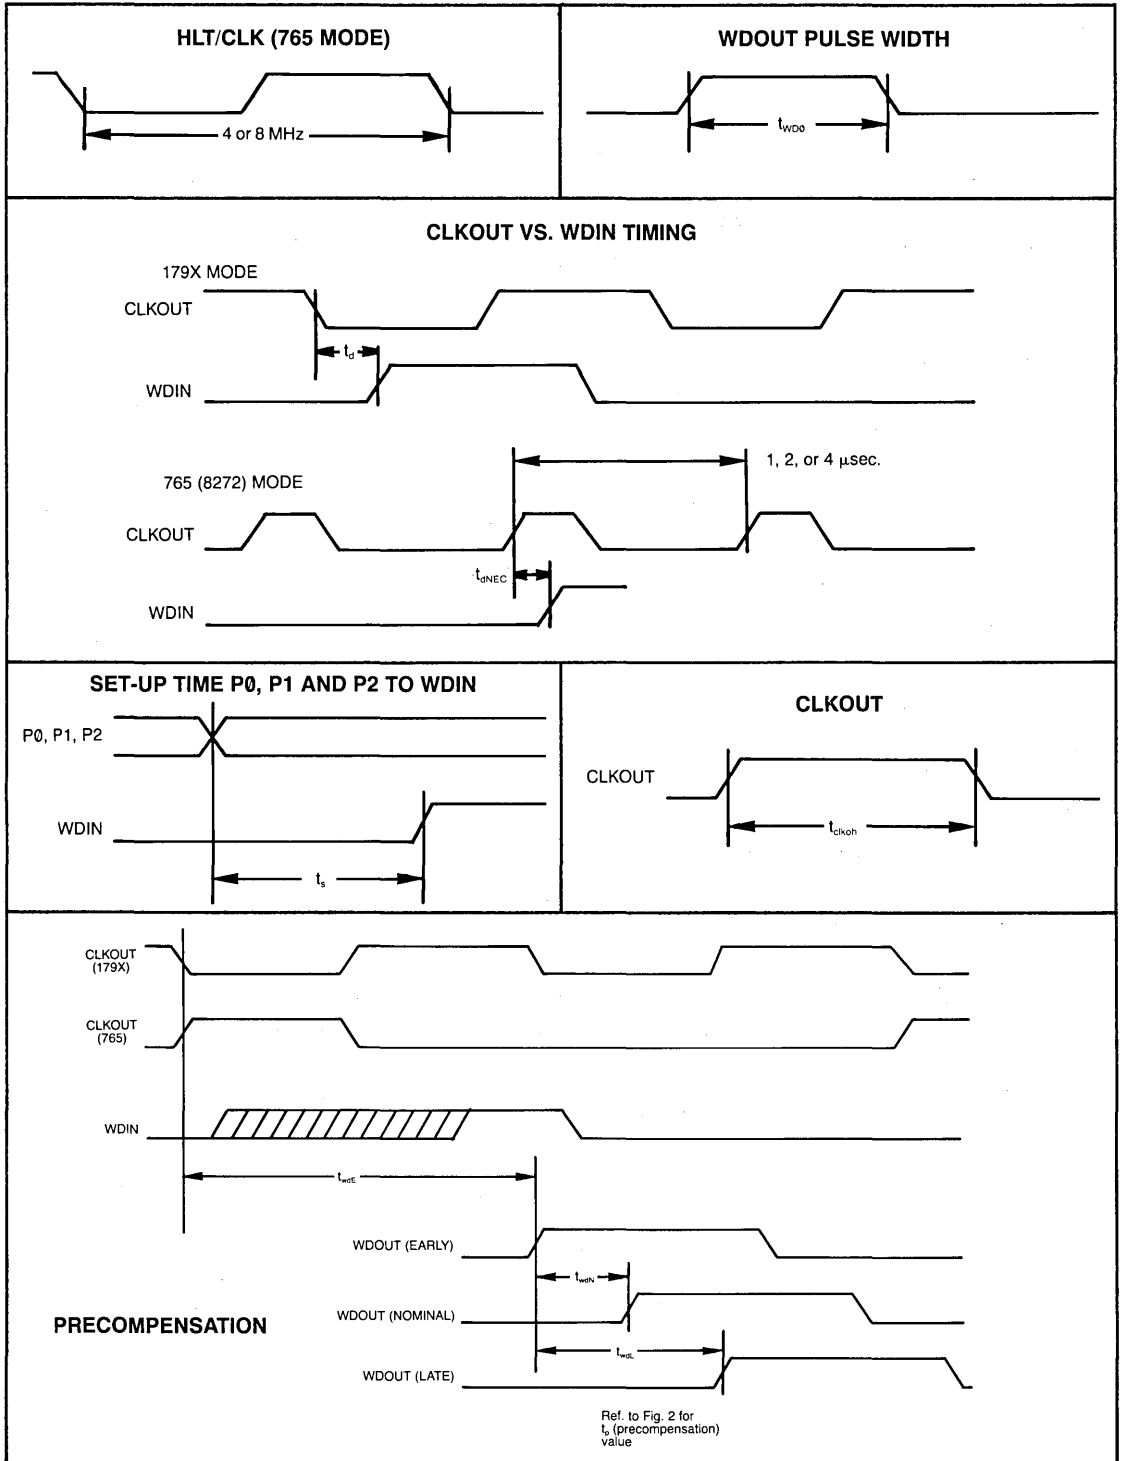 HLT/CLK (765 MODE)
4 or 8 MHz
WDOUT PULSE WIDTH
tWD0
CLKOUT VS. WDIN TIMING
179X MODE
CLKOUT
td
WDIN
1, 2, or 4 µsec.
765 (8272) MODE
CLKOUT
tdNEC
WDIN
SET-UP TIME P0, P1 AND P2 TO WDIN
P0, P1, P2
WDIN
ts
CLKOUT
CLKOUT
tclkoh
CLKOUT
(179X)
CLKOUT
(765)
WDIN
twdE
WDOUT (EARLY)
twdN
WDOUT (NOMINAL)
PRECOMPENSATION
twdL
WDOUT (LATE)
Ref. to Fig. 2 for
tp (precompensation)
value